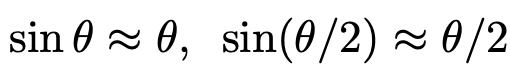 sin θ ≈ θ, sin(θ/2) ≈ θ/2